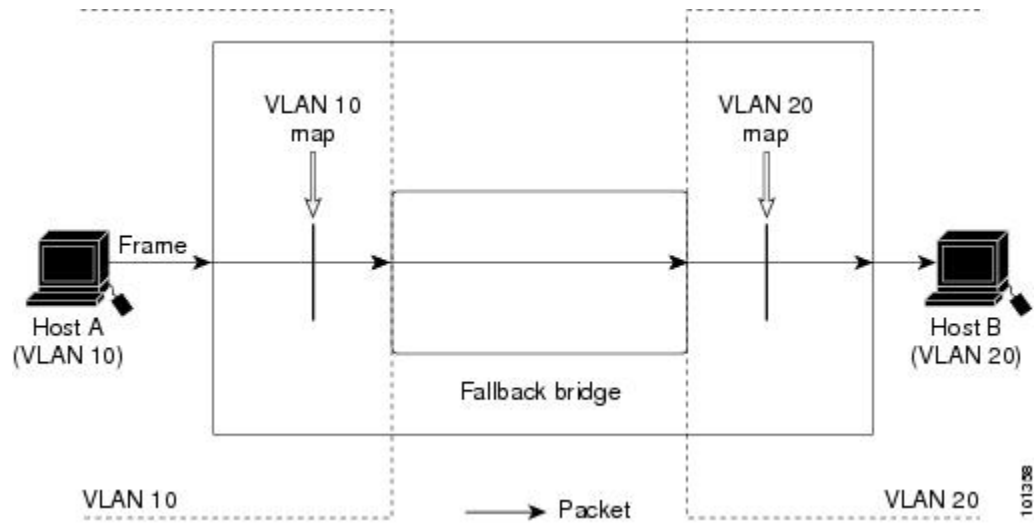 VLAN 10
map
VLAN 20
map
Frame
Host A
(VLAN 10)
Host B
(VLAN 20)
Fallback bridge
VLAN 10
Packet
VLAN 20
101358